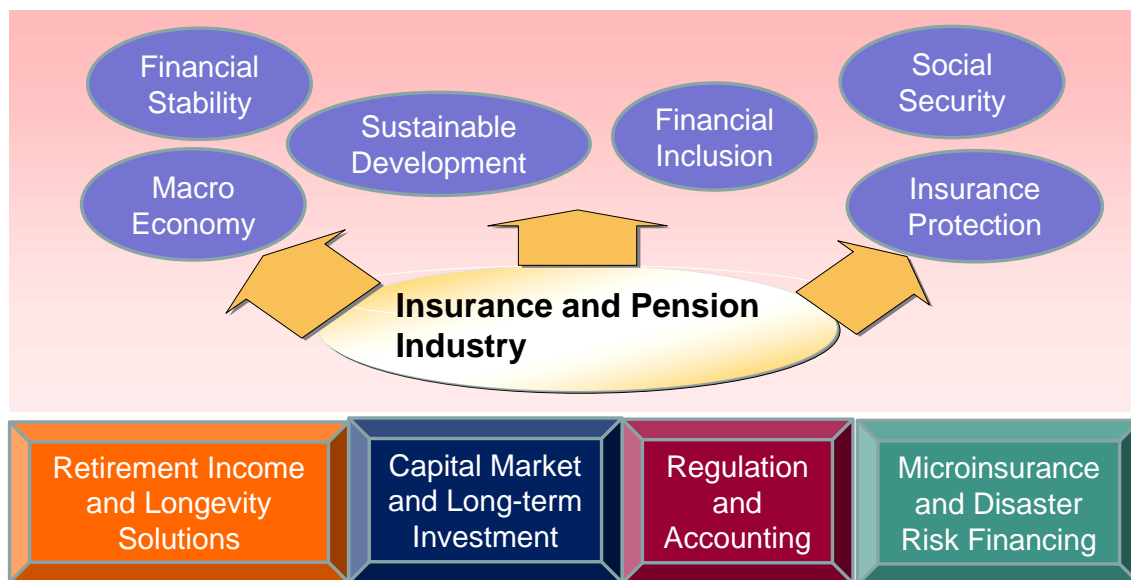 Financial
Stability
Sustainable
Development
Financial
Inclusion
Social
Security
Macro
Economy
Insurance
Protection
Insurance and Pension
Industry
Retirement Income
and Longevity
Solutions
Capital Market
and Long-term
Investment
Regulation
and
Accounting
Microinsurance
and Disaster
Risk Financing